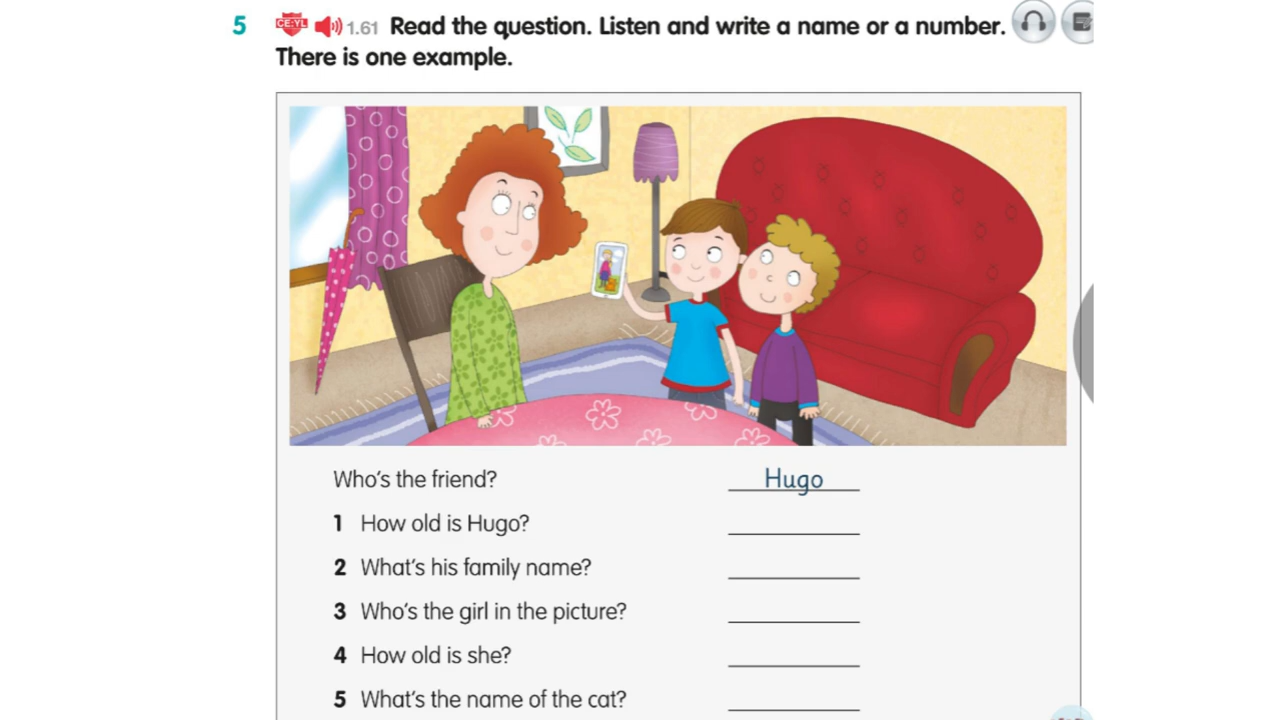 5 CE:YL 1.61 Read the question. Listen and write a name or a number.
There is one example.
Who's the friend? Hugo
1 How old is Hugo?
2 What's his family name?
3 Who's the girl in the picture?
4 How old is she?
5 What's the name of the cat?